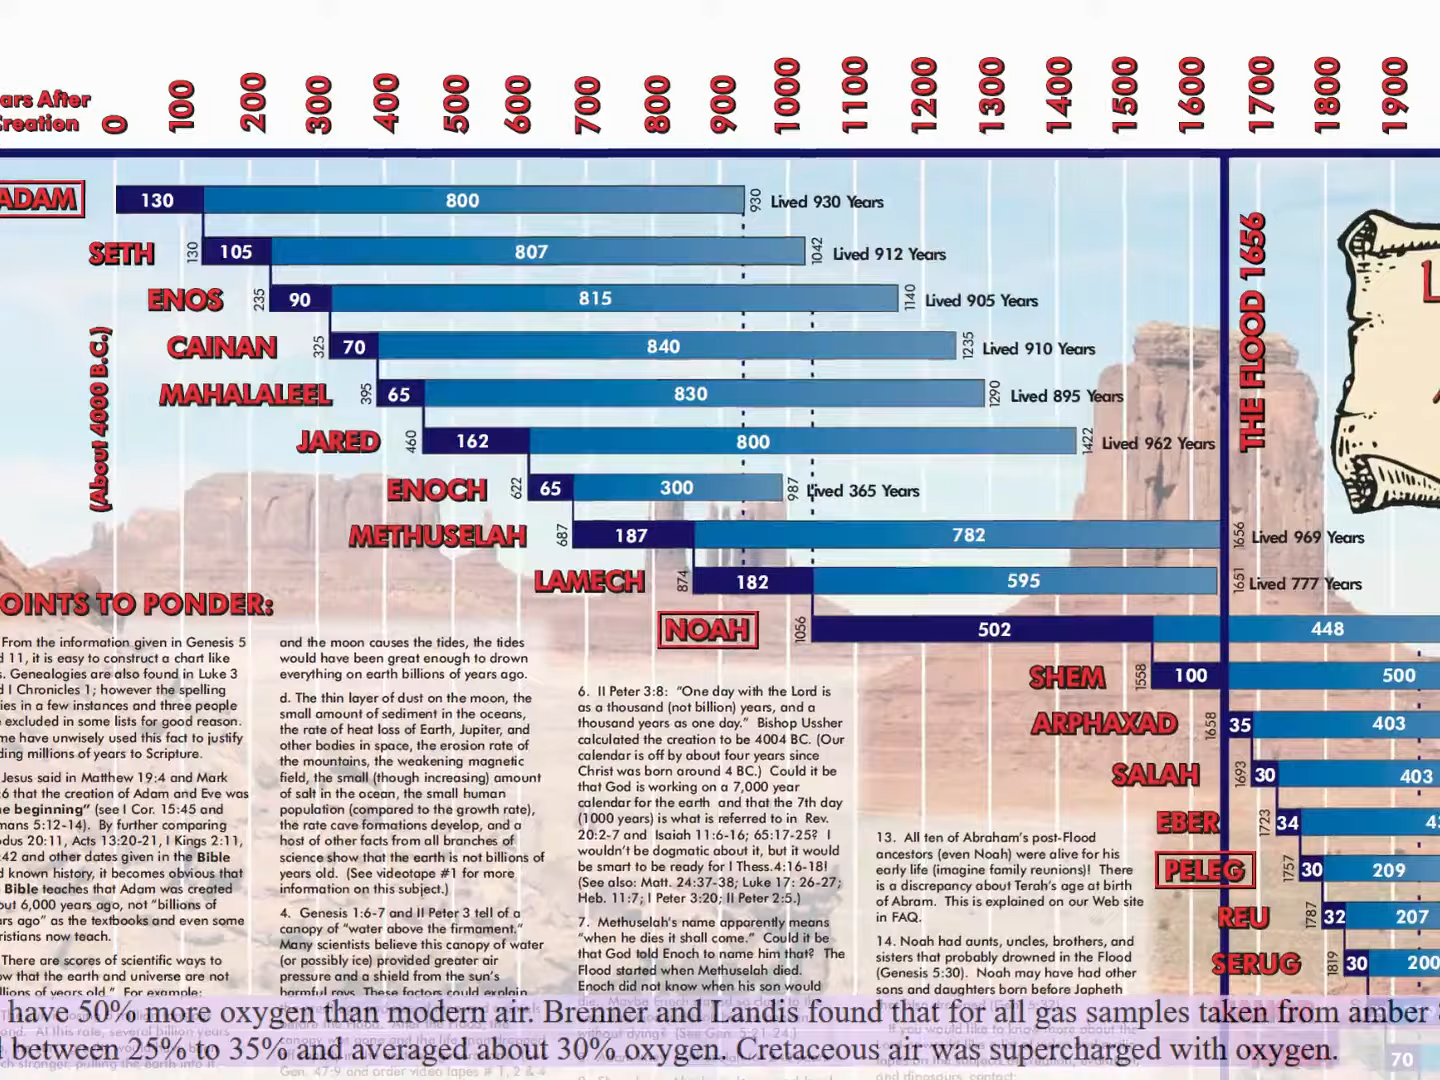 ars After
Creation
0 100 200 300 400 500 600 700 800 900 1000 1100 1200 1300 1400 1500 1600 1700 1800 1900
ADAM 130 800 930 Lived 930 Years
SETH 130 105 807 1042 Lived 912 Years
ENOS 235 90 815 1140 Lived 905 Years
CAINAN 325 70 840 1235 Lived 910 Years
MAHALALEEL 395 65 830 1290 Lived 895 Years
JARED 460 162 800 1422 Lived 962 Years
ENOCH 622 65 300 987 Lived 365 Years
METHUSELAH 687 187 782 1656 Lived 969 Years
LAMECH 874 182 595 1651 Lived 777 Years
NOAH 1056 502 448
SHEM 1558 100 500
ARPHAXAD 1658 35 403
SALAH 1693 30 403
EBER 1723 34
PELEG 1757 30 209
REU 1787 32 207
SERUG 1819 30 200
70
(About 4000 B.C.)
THE FLOOD 1656
OINTS TO PONDER:
From the information given in Genesis 5
11, it is easy to construct a chart like
Genealogies are also found in Luke 3
I Chronicles 1; however the spelling
ies in a few instances and three people
excluded in some lists for good reason.
me have unwisely used this fact to justify
ding millions of years to Scripture.
Jesus said in Matthew 19:4 and Mark
:6 that the creation of Adam and Eve was
e beginning" (see I Cor. 15:45 and
mans 5:12-14). By further comparing
odus 20:11, Acts 13:20-21, I Kings 2:11,
:42 and other dates given in the Bible
d known history, it becomes obvious that
Bible teaches that Adam was created
out 6,000 years ago, not "billions of
ars ago" as the textbooks and even some
ristians now teach.
There are scores of scientific ways to
ow that the earth and universe are not
llions of years old." For example:
and the moon causes the tides, the tides
would have been great enough to drown
everything on earth billions of years ago.
d. The thin layer of dust on the moon, the
small amount of sediment in the oceans,
the rate of heat loss of Earth, Jupiter, and
other bodies in space, the erosion rate of
the mountains, the weakening magnetic
field, the small (though increasing) amount
of salt in the ocean, the small human
population (compared to the growth rate),
the rate cave formations develop, and a
host of other facts from all branches of
science show that the earth is not billions of
years old. (See videotape #1 for more
information on this subject.)
4. Genesis 1:6-7 and II Peter 3 tell of a
canopy of "water above the firmament."
Many scientists believe this canopy of water
(or possibly ice) provided greater air
pressure and a shield from the sun's
harmful rays. These factors could explain
Gen. 47:9 and order video tapes # 1, 2 & 4
6. II Peter 3:8: "One day with the Lord is
as a thousand (not billion) years, and a
thousand years as one day." Bishop Ussher
calculated the creation to be 4004 BC. (Our
calendar is off by about four years since
Christ was born around 4 BC.) Could it be
that God is working on a 7,000 year
calendar for the earth and that the 7th day
(1000 years) is what is referred to in Rev.
20:2-7 and Isaiah 11:6-16; 65:17-25? I
wouldn't be dogmatic about it, but it would
be smart to be ready for I Thess.4:16-18!
(See also: Matt. 24:37-38; Luke 17: 26-27;
Heb. 11:7; I Peter 3:20; II Peter 2:5.)
7. Methuselah's name apparently means
"when he dies it shall come." Could it be
that God told Enoch to name him that? The
Flood started when Methuselah died.
Enoch did not know when his son would
without dying? (See Gen. 5:21-24.)
13. All ten of Abraham's post-Flood
ancestors (even Noah) were alive for his
early life (imagine family reunions)! There
is a discrepancy about Terah's age at birth
of Abram. This is explained on our Web site
in FAQ.
14. Noah had aunts, uncles, brothers, and
sisters that probably drowned in the Flood
(Genesis 5:30). Noah may have had other
sons and daughters born before Japheth
have 50% more oxygen than modern air. Brenner and Landis found that for all gas samples taken from amber
between 25% to 35% and averaged about 30% oxygen. Cretaceous air was supercharged with oxygen.